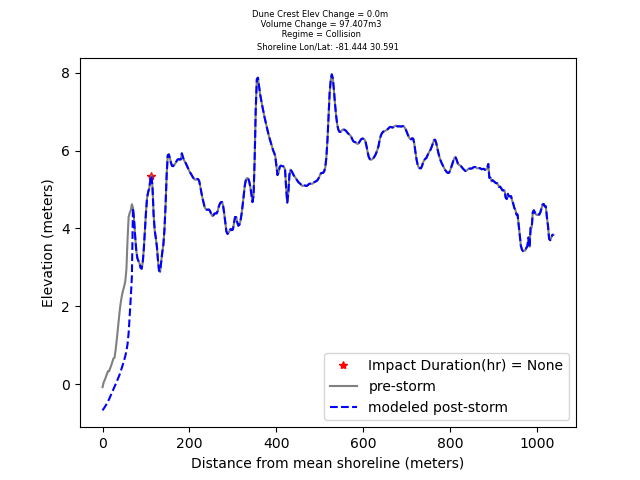 Dune Crest Elev Change = 0.0m
Volume Change = 97.407m3
Regime = Collision
Shoreline Lon/Lat: -81.444 30.591
8
6
4
2
0
Elevation (meters)
Impact Duration(hr) = None
pre-storm
modeled post-storm
0 200 400 600 800 1000
Distance from mean shoreline (meters)